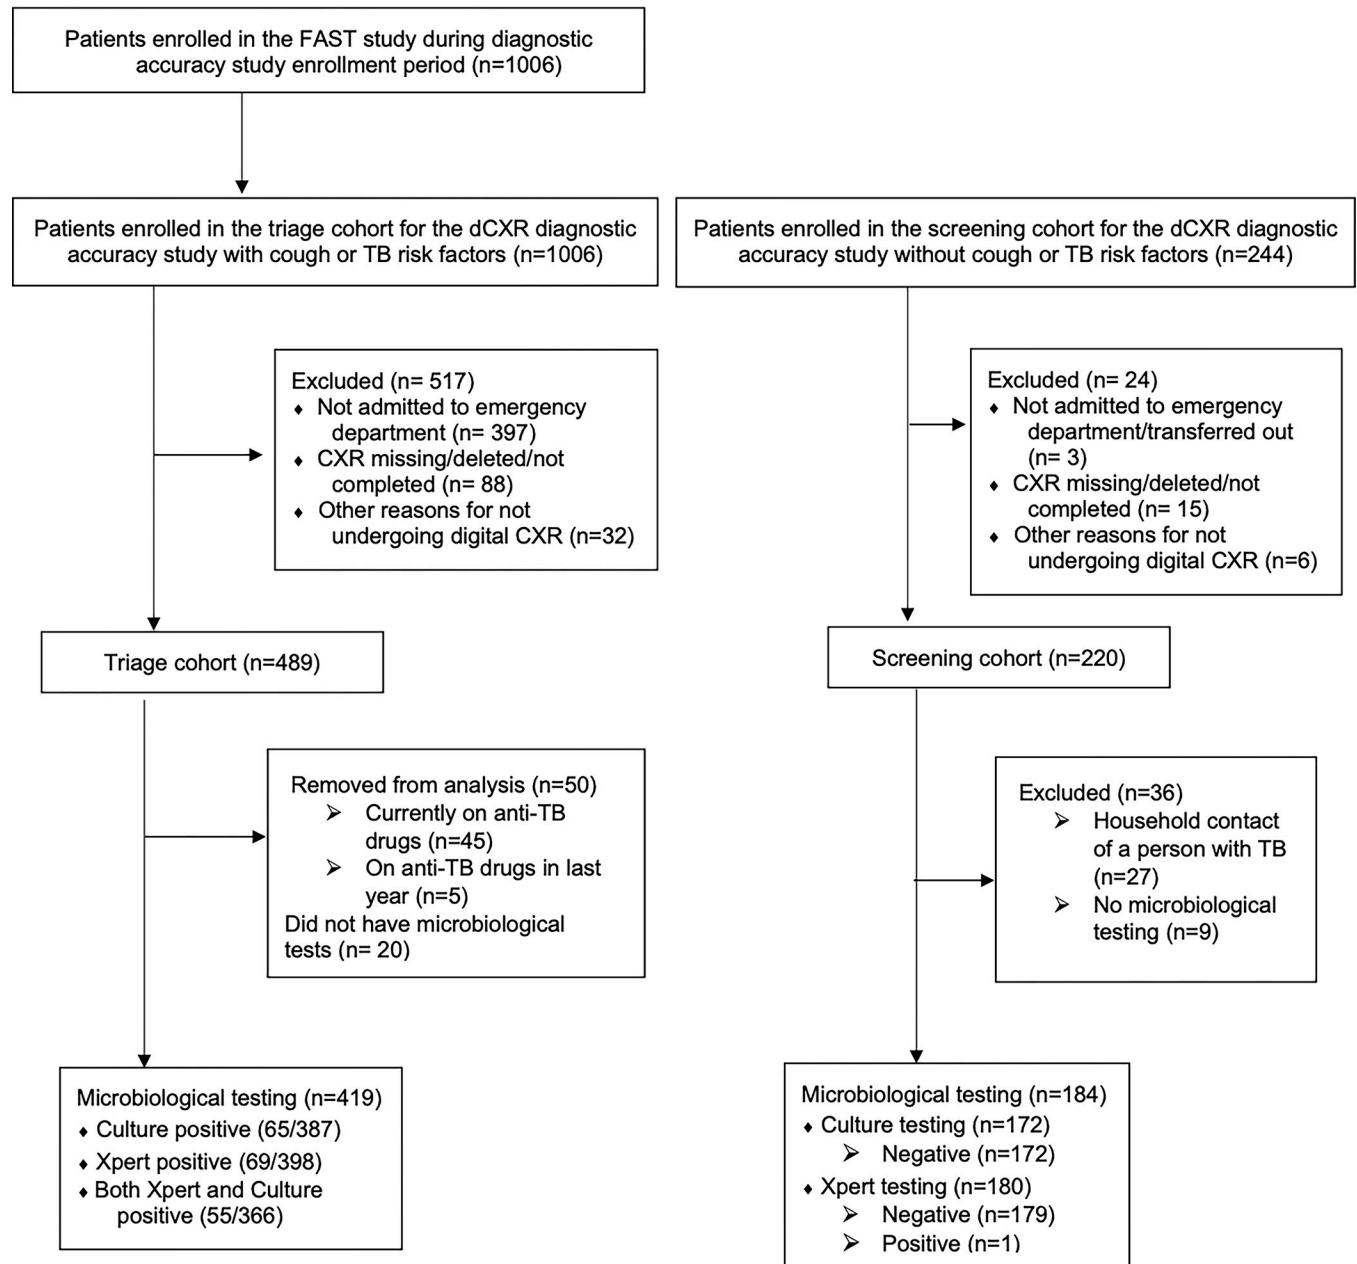 Patients enrolled in the FAST study during diagnostic
accuracy study enrollment period (n=1006)
Patients enrolled in the triage cohort for the dCXR diagnostic
accuracy study with cough or TB risk factors (n=1006)
Patients enrolled in the screening cohort for the dCXR diagnostic
accuracy study without cough or TB risk factors (n=244)
Excluded (n= 517)
♦ Not admitted to emergency
department (n= 397)
♦ CXR missing/deleted/not
completed (n= 88)
♦ Other reasons for not
undergoing digital CXR (n=32)
Excluded (n= 24)
♦ Not admitted to emergency
department/transferred out
(n= 3)
♦ CXR missing/deleted/not
completed (n= 15)
♦ Other reasons for not
undergoing digital CXR (n=6)
Triage cohort (n=489)
Screening cohort (n=220)
Removed from analysis (n=50)
➢ Currently on anti-TB
drugs (n=45)
➢ On anti-TB drugs in last
year (n=5)
Did not have microbiological
tests (n= 20)
Excluded (n=36)
➢ Household contact
of a person with TB
(n=27)
➢ No microbiological
testing (n=9)
Microbiological testing (n=419)
♦ Culture positive (65/387)
♦ Xpert positive (69/398)
♦ Both Xpert and Culture
positive (55/366)
Microbiological testing (n=184)
♦ Culture testing (n=172)
➢ Negative (n=172)
♦ Xpert testing (n=180)
➢ Negative (n=179)
➢ Positive (n=1)